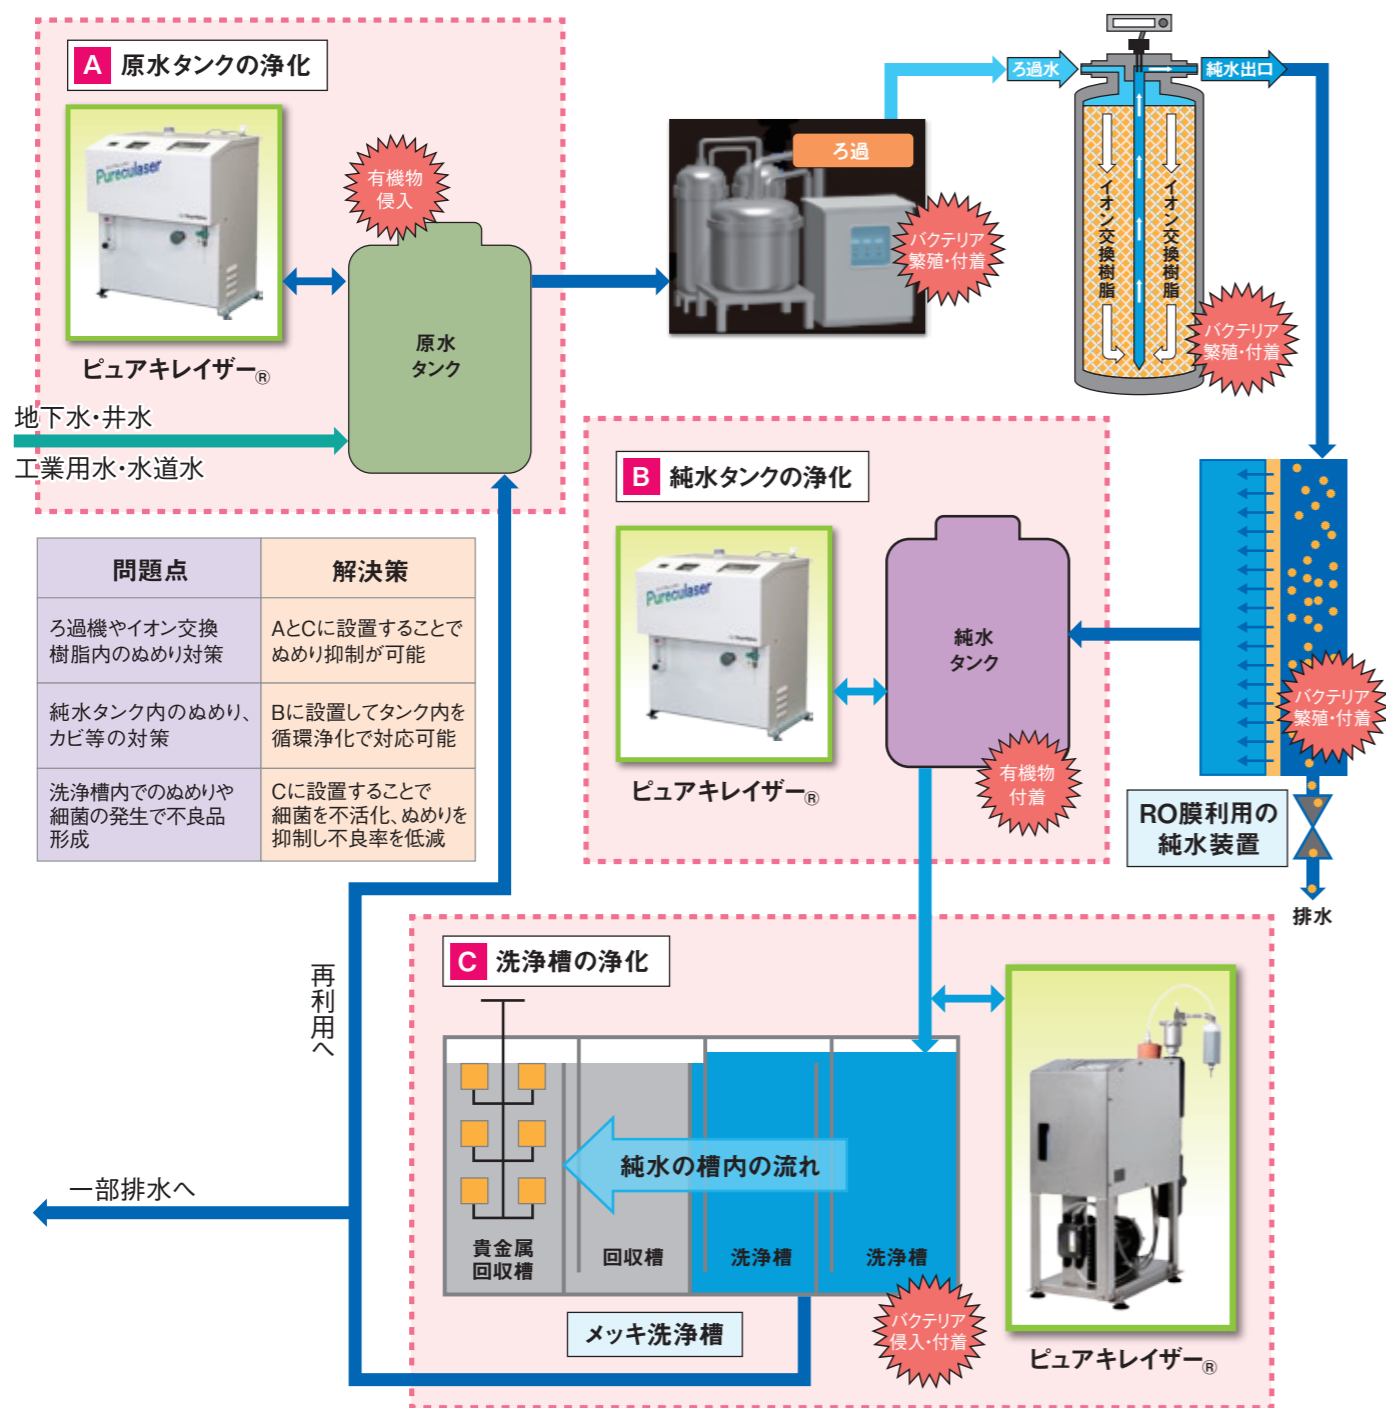 A 原水タンクの浄化
Pureculaser
有機物
侵入
ピュアキレイザー®
原水
タンク
地下水・井水
工業用水・水道水
ろ過
バクテリア
繁殖・付着
ろ過水
純水出口
イオン交換樹脂
イオン交換樹脂
バクテリア
繁殖・付着
B 純水タンクの浄化
Pureculaser
ピュアキレイザー®
純水
タンク
有機物
付着
バクテリア
繁殖・付着
RO膜利用の
純水装置
排水
問題点
解決策
ろ過機やイオン交換
樹脂内のぬめり対策
AとCに設置することで
ぬめり抑制が可能
純水タンク内のぬめり、
カビ等の対策
Bに設置してタンク内を
循環浄化で対応可能
洗浄槽内でのぬめりや
細菌の発生で不良品
形成
Cに設置することで
細菌を不活化、ぬめりを
抑制し不良率を低減
再利用へ
一部排水へ
C 洗浄槽の浄化
純水の槽内の流れ
貴金属
回収槽
回収槽
洗浄槽
洗浄槽
バクテリア
侵入・付着
メッキ洗浄槽
ピュアキレイザー®